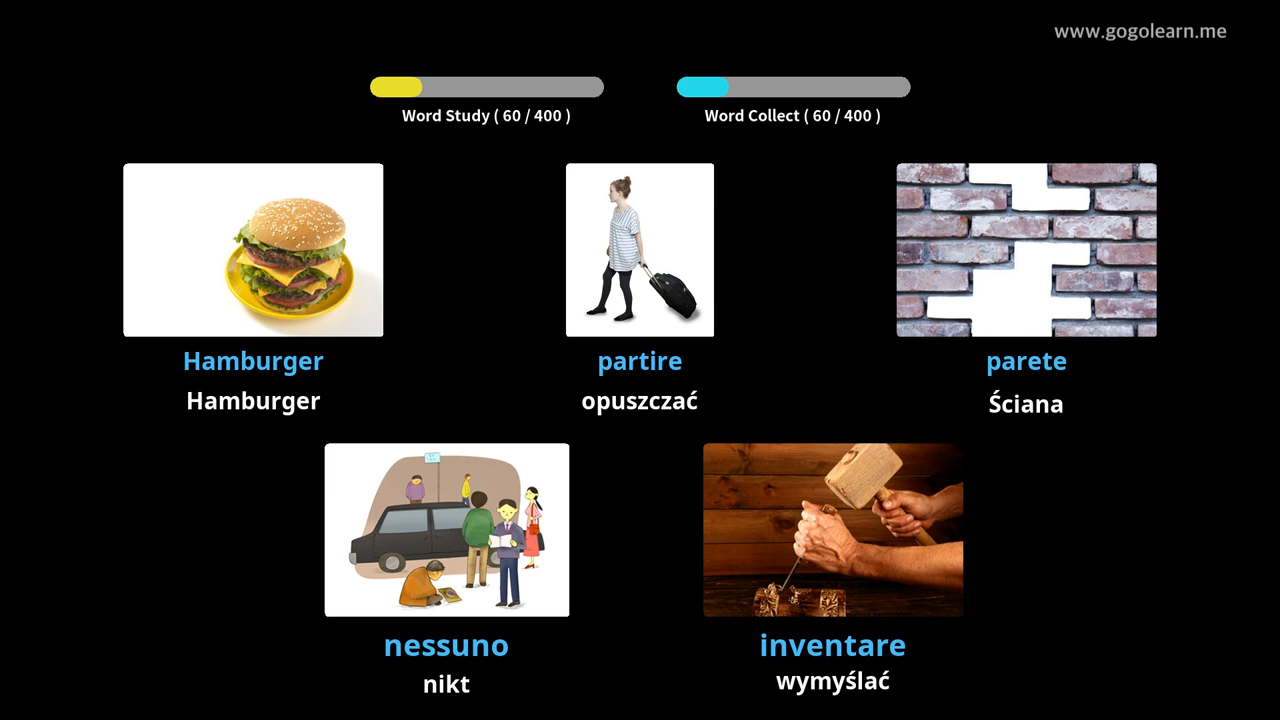 www.gogolearn.me
Word Study ( 60 / 400 )
Word Collect ( 60 / 400 )
Hamburger
Hamburger
partire
opuszczać
parete
Ściana
nessuno
nikt
inventare
wymyślać